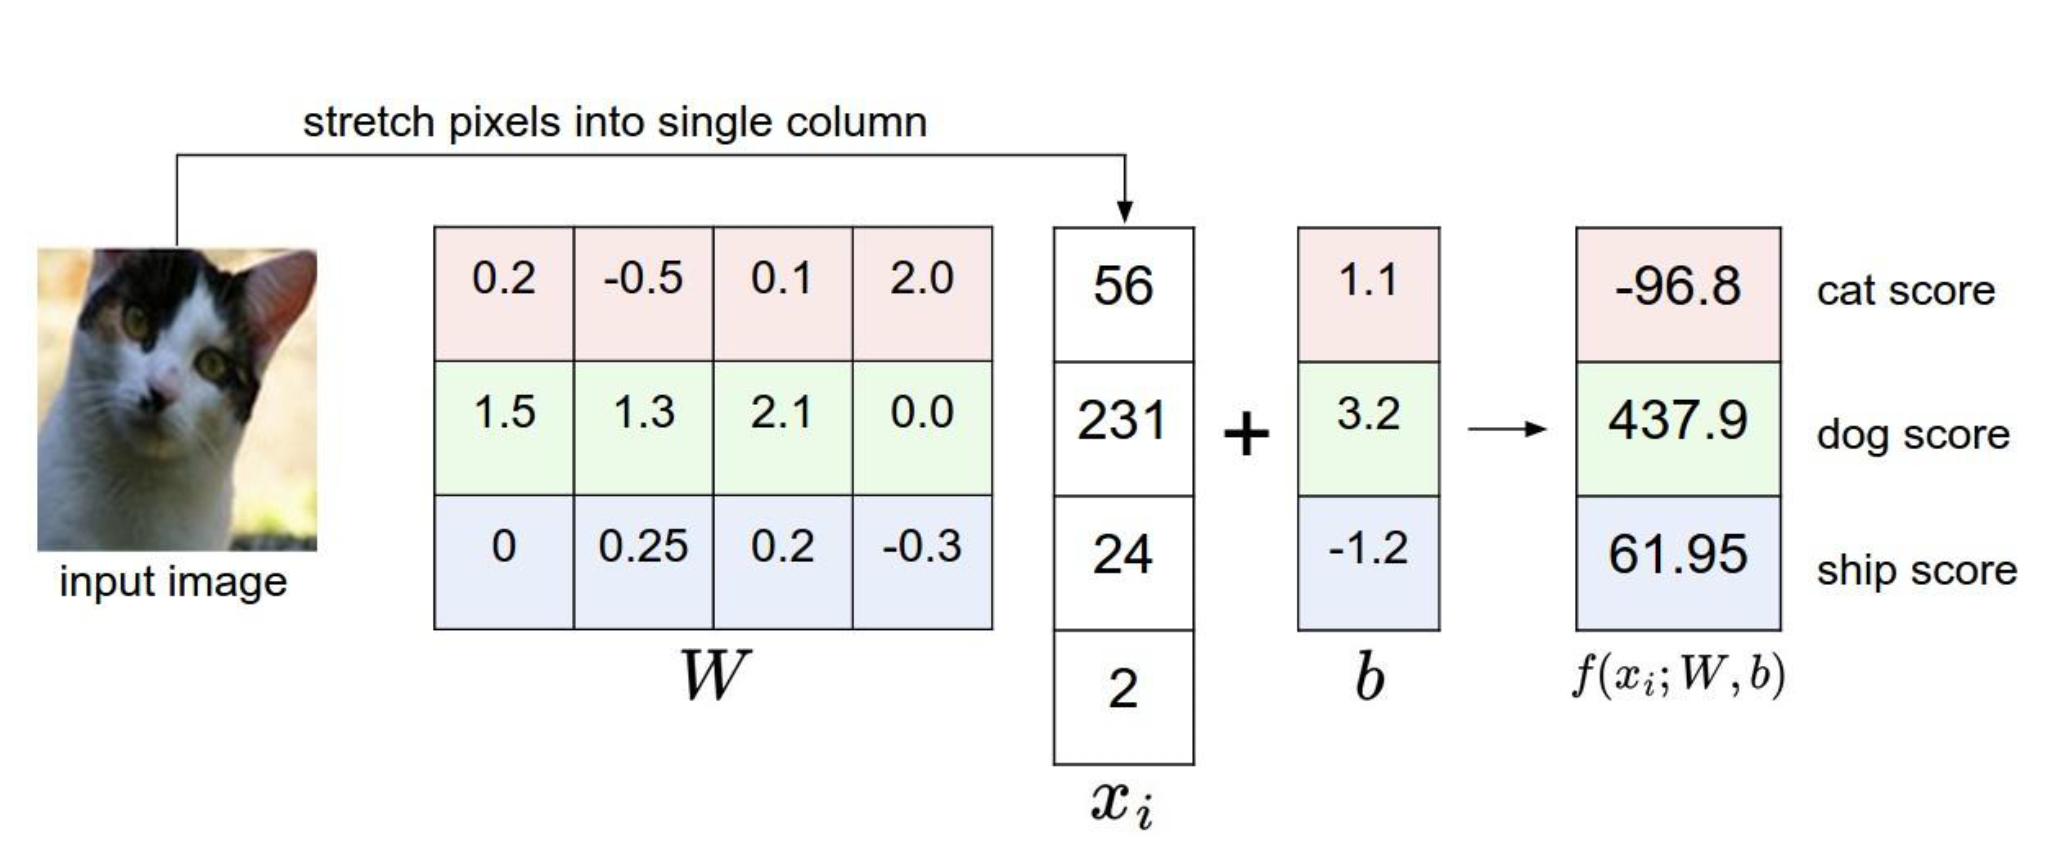 stretch pixels into single column
input image
0.2 -0.5 0.1 2.0
1.5 1.3 2.1 0.0
0 0.25 0.2 -0.3
W
56
231
24
2
x_i
+
1.1
3.2
-1.2
b
-96.8 cat score
437.9 dog score
61.95 ship score
f(x_i; W, b)